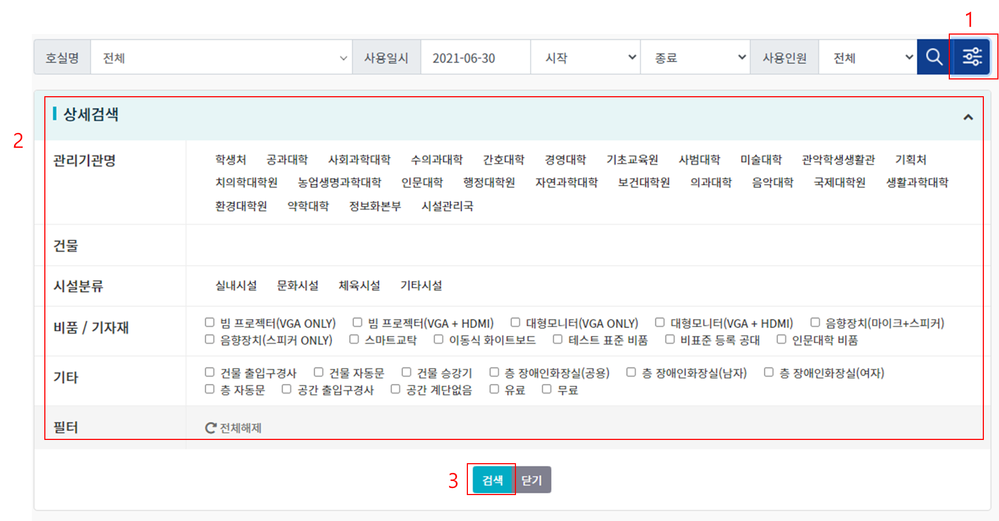 1
호실명 전체 사용일시 2021-06-30 시작 종료 사용인원 전체
상세검색
2
관리기관명 학생처 공과대학 사회과학대학 수의과대학 간호대학 경영대학 기초교육원 사범대학 미술대학 관악학생생활관 기획처
치의학대학원 농업생명과학대학 인문대학 행정대학원 자연과학대학 보건대학원 의과대학 음악대학 국제대학원 생활과학대학
환경대학원 약학대학 정보화본부 시설관리국
건물
시설분류 실내시설 문화시설 체육시설 기타시설
비품 / 기자재 빔 프로젝터(VGA ONLY) 빔 프로젝터(VGA + HDMI) 대형모니터(VGA ONLY) 대형모니터(VGA + HDMI) 음향장치(마이크+스피커)
음향장치(스피커 ONLY) 스마트교탁 이동식 화이트보드 테스트 표준 비품 비표준 등록 공대 인문대학 비품
기타 건물 출입구경사 건물 자동문 건물 승강기 층 장애인화장실(공용) 층 장애인화장실(남자) 층 장애인화장실(여자)
층 자동문 공간 출입구경사 공간 계단없음 유료 무료
필터 전체해제
3 검색 닫기